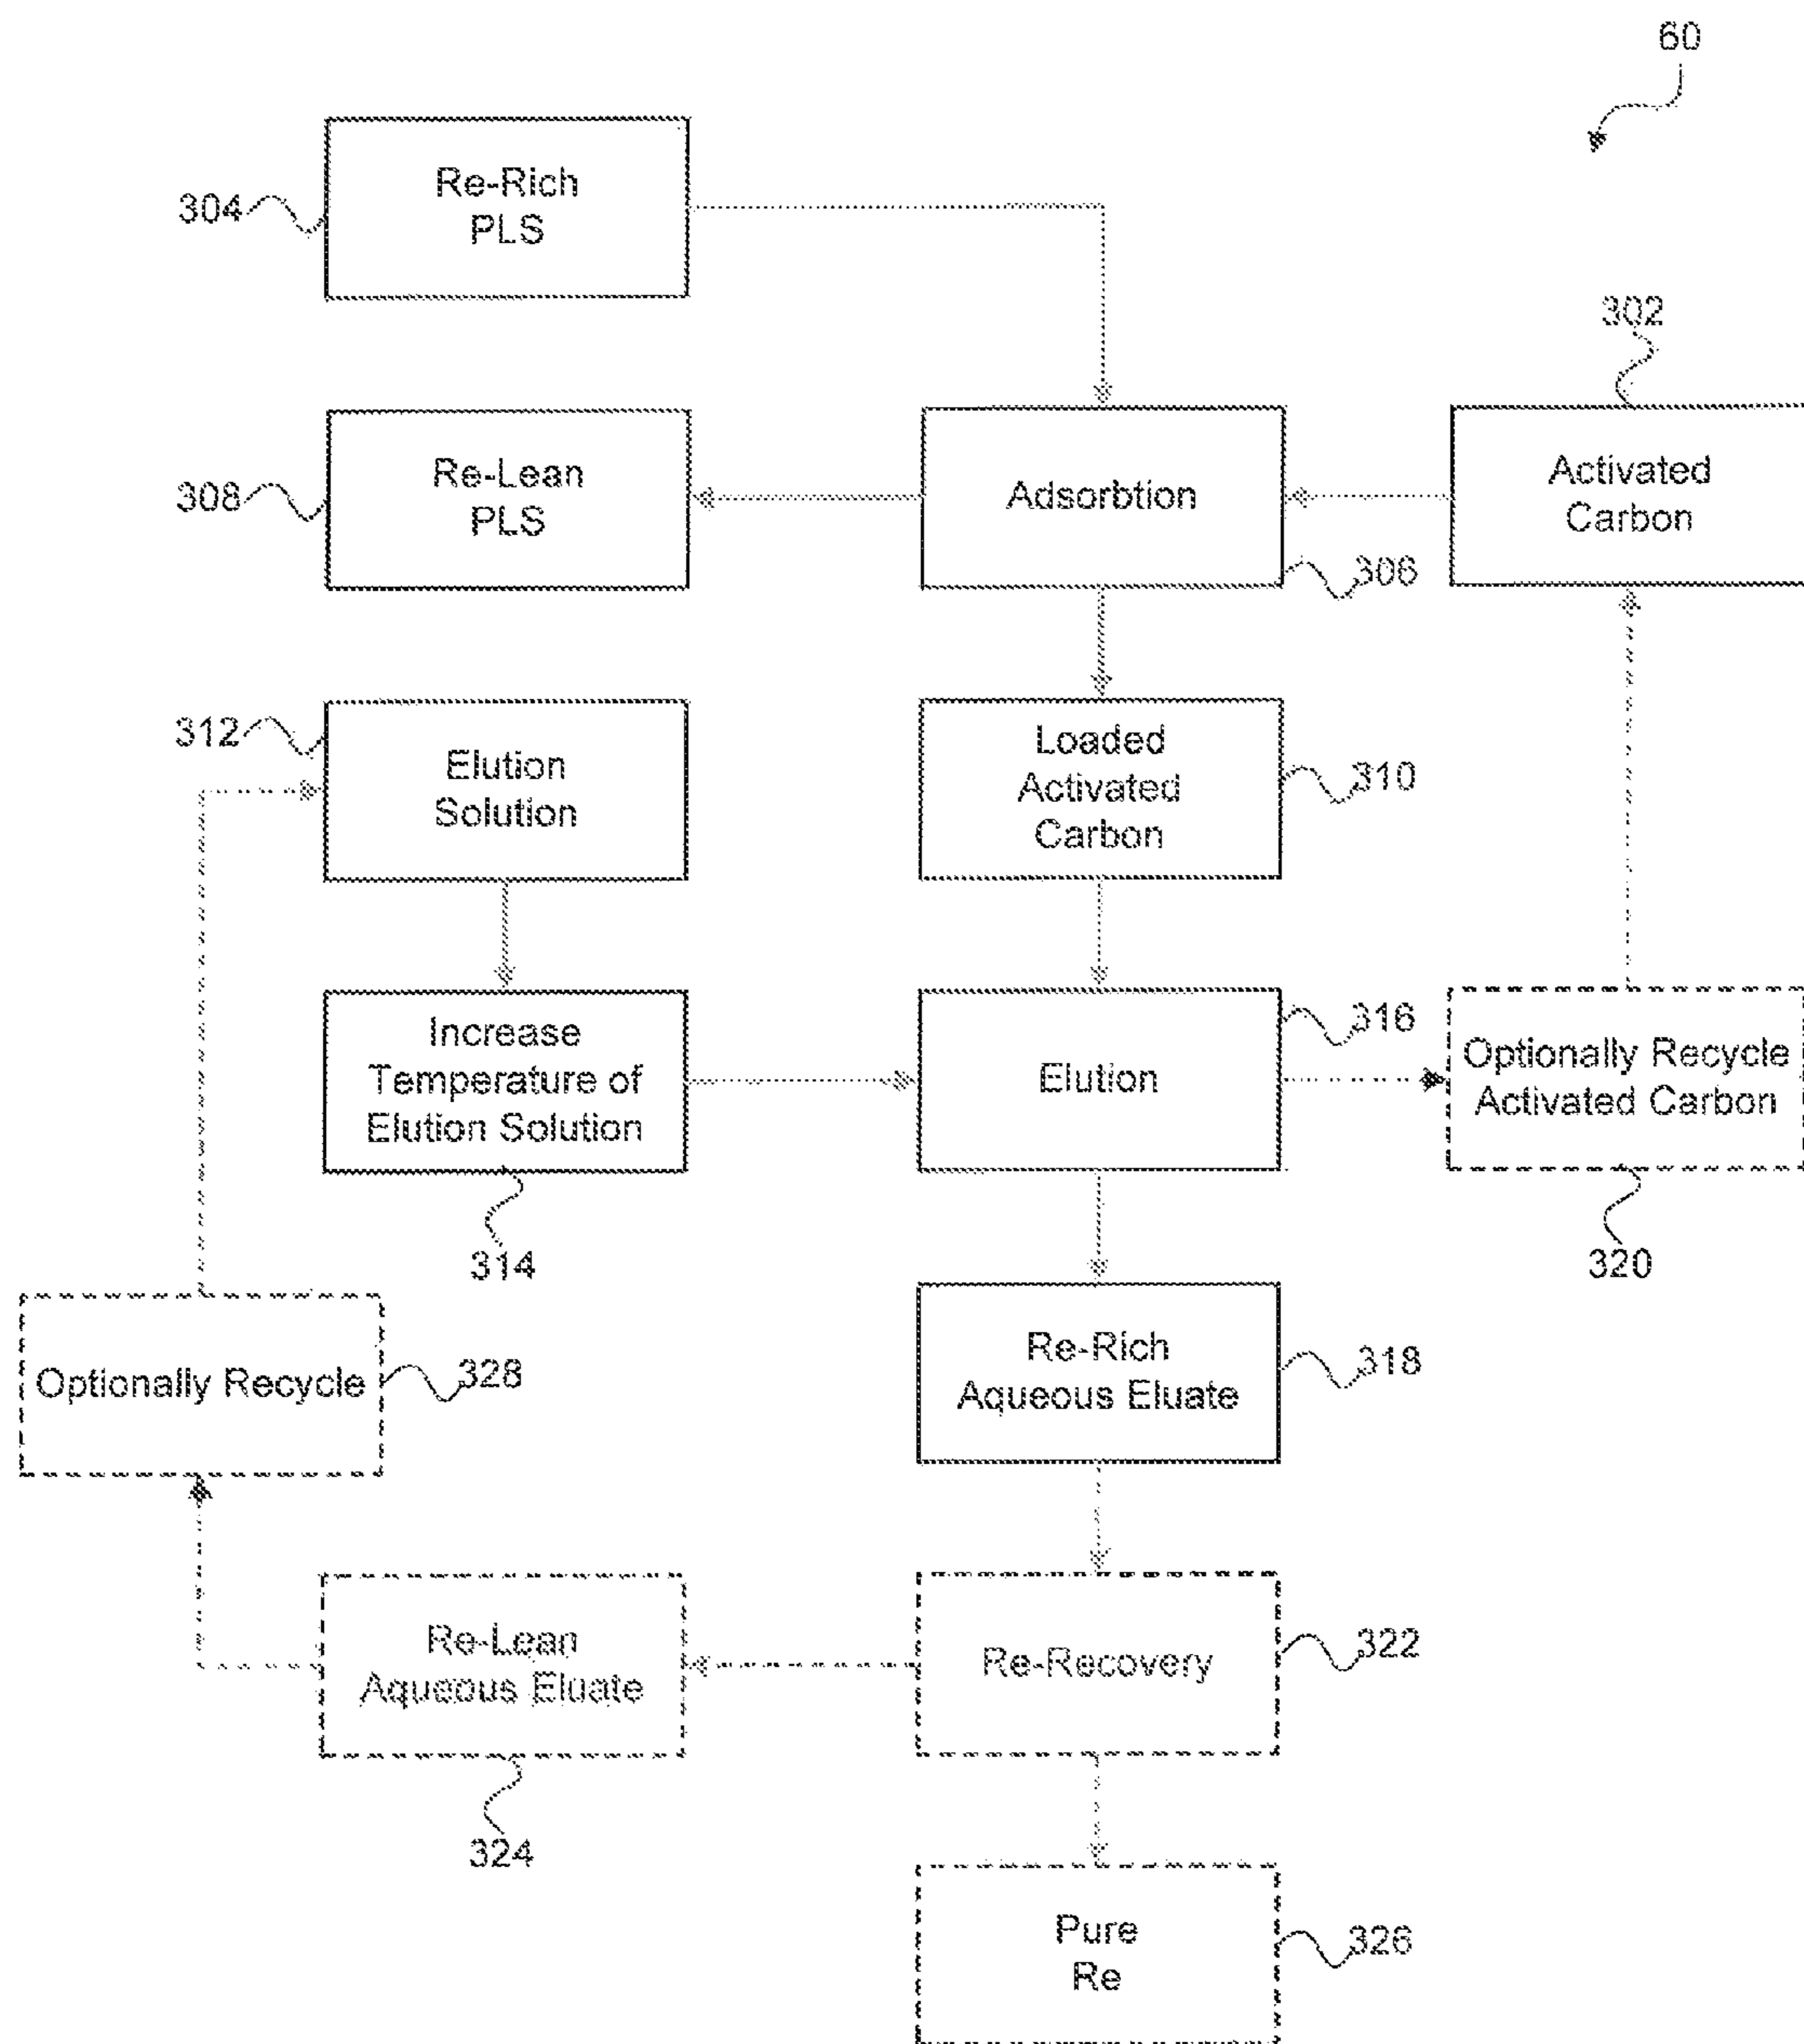 60
Re-Rich
PLS
304
302
Re-Lean
PLS
308
Adsorbtion
306
Activated
Carbon
312
Elution
Solution
Loaded
Activated
Carbon
310
Increase
Temperature of
Elution Solution
314
Elution
316
Optionally Recycle
Activated Carbon
320
Optionally Recycle
328
Re-Rich
Aqueous Eluate
318
Re-Lean
Aqueous Eluate
324
Re-Recovery
322
Pure
Re
326